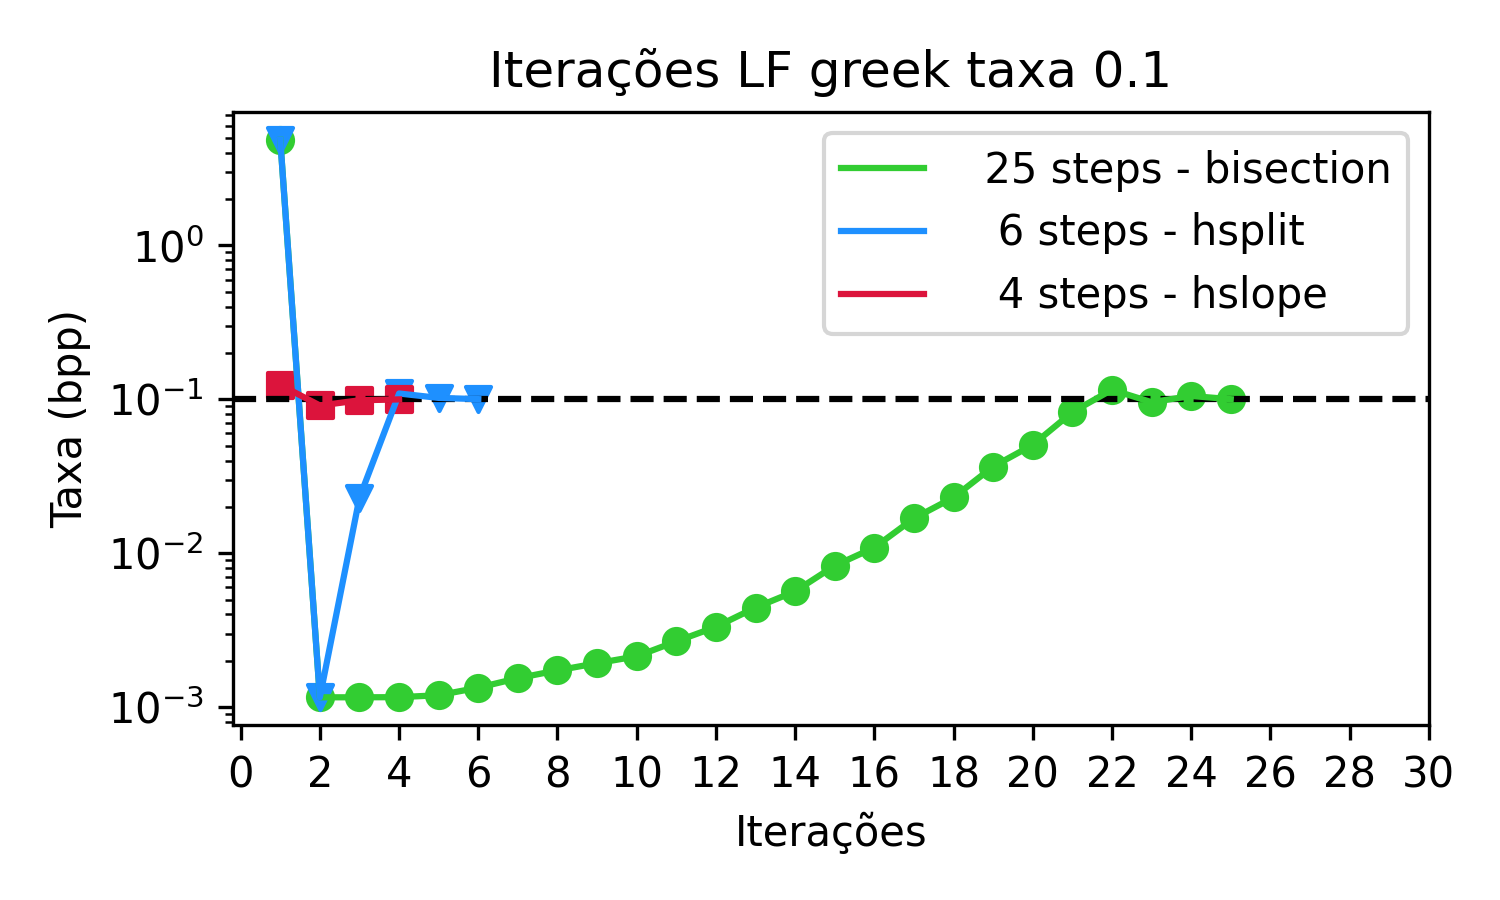 Iterações LF greek taxa 0.1
25 steps - bisection
6 steps - hsplit
4 steps - hslope
Taxa (bpp)
10⁰
10⁻¹
10⁻²
10⁻³
0 2 4 6 8 10 12 14 16 18 20 22 24 26 28 30
Iterações